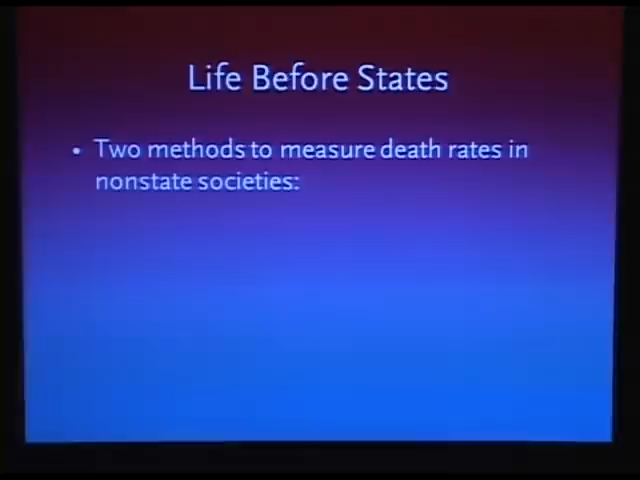 Life Before States
• Two methods to measure death rates in
nonstate societies: